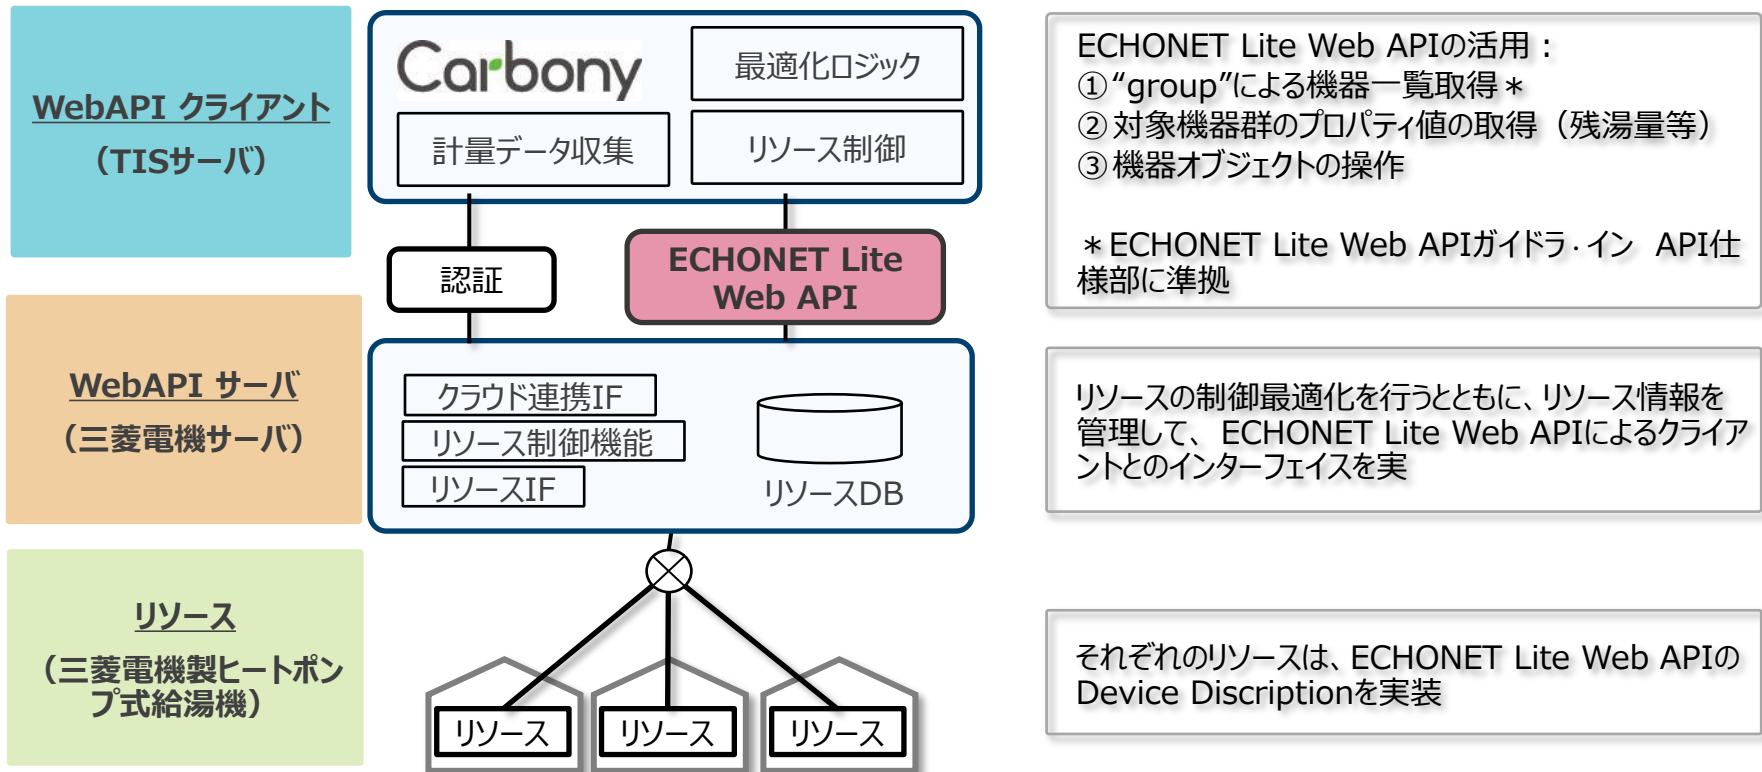 WebAPI クライアント
（TISサーバ）
Carbony
最適化ロジック
計量データ収集
リソース制御
認証
ECHONET Lite
Web API
ECHONET Lite Web APIの活用：
①“group”による機器一覧取得＊
②対象機器群のプロパティ値の取得（残湯量等）
③機器オブジェクトの操作
＊ECHONET Lite Web APIガイドラ・イン　API仕
様部に準拠
WebAPI サーバ
（三菱電機サーバ）
クラウド連携IF
リソース制御機能
リソースIF
リソースDB
リソースの制御最適化を行うとともに、リソース情報を
管理して、 ECHONET Lite Web APIによるクライア
ントとのインターフェイスを実
リソース
（三菱電機製ヒートポン
プ式給湯機）
リソース
リソース
リソース
それぞれのリソースは、ECHONET Lite Web APIの
Device Discriptionを実装